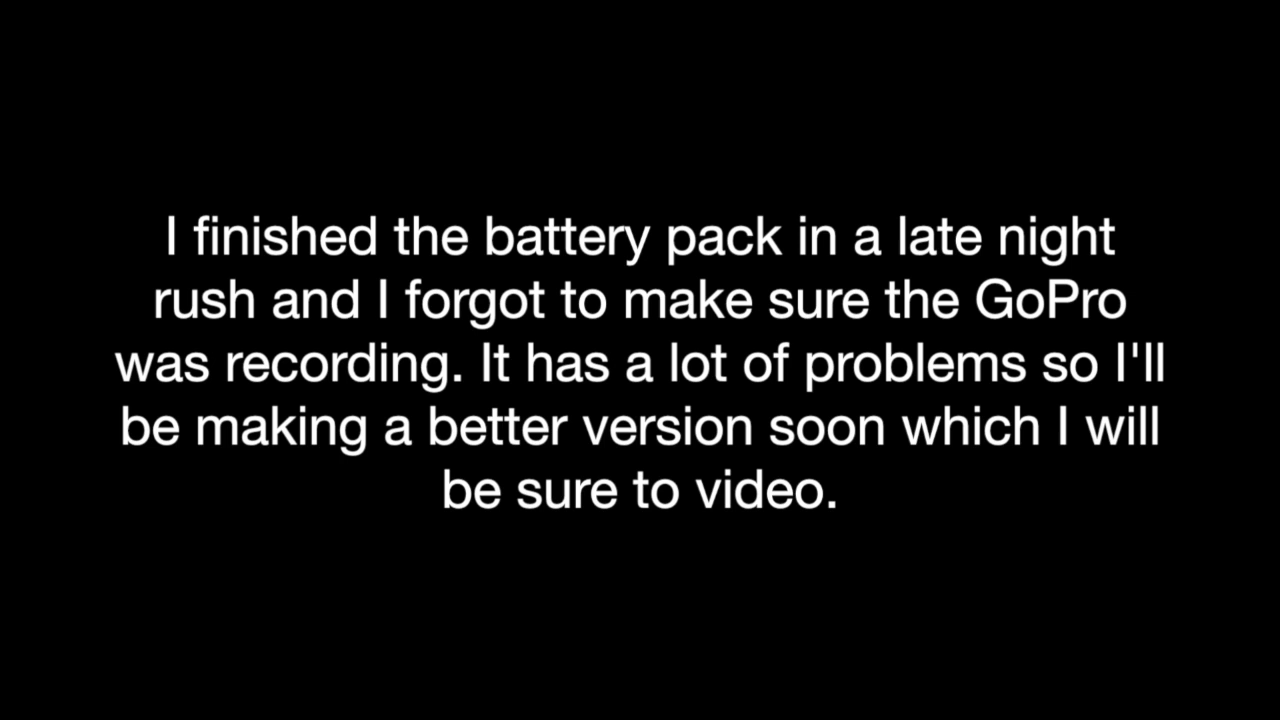 I finished the battery pack in a late night
rush and I forgot to make sure the GoPro
was recording. It has a lot of problems so I'll
be making a better version soon which I will
be sure to video.